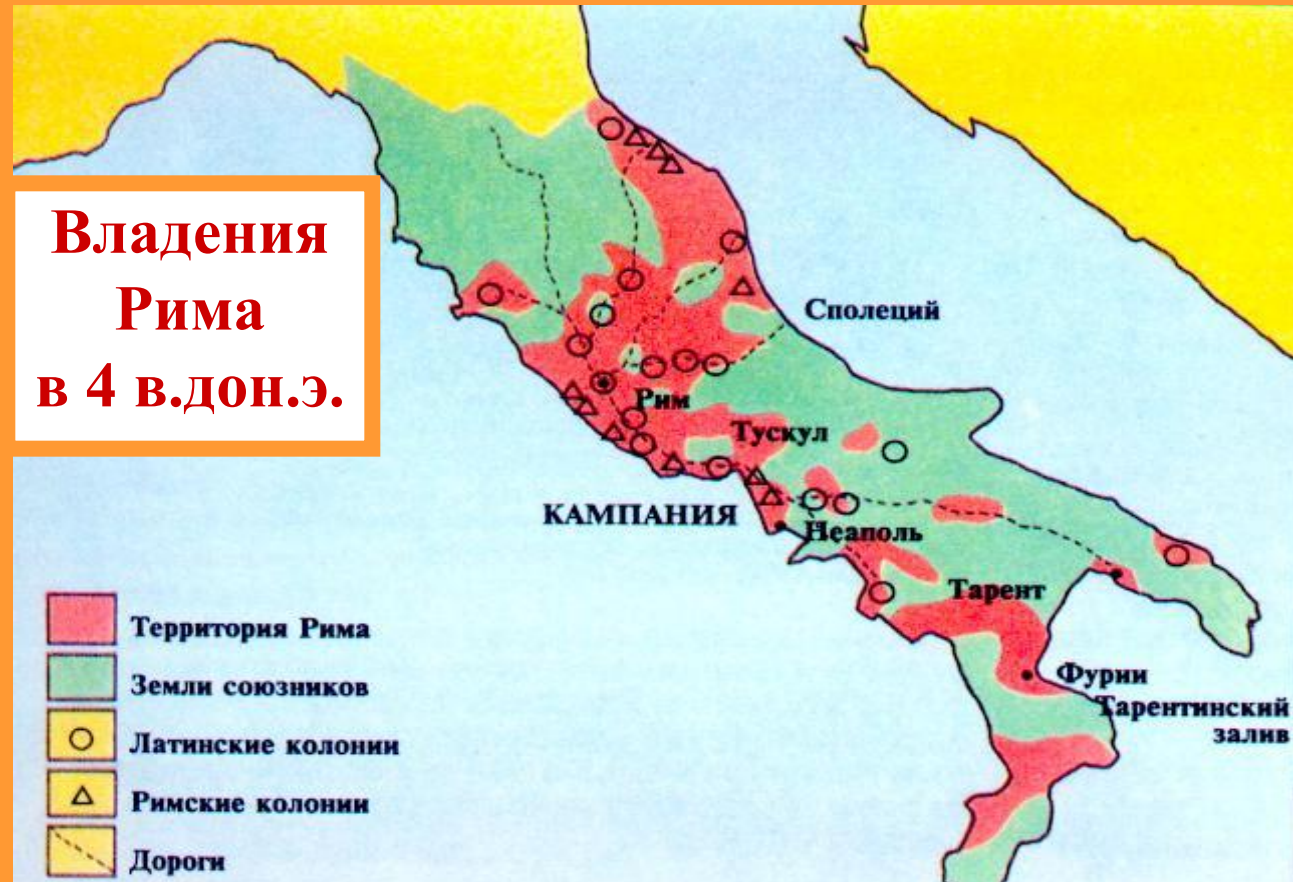 Владения
Рима
в 4 в.дон.э.
Сполеций
Рим
Тускул
КАМПАНИЯ
Неаполь
Тарент
Фурии
Тарентинский
залив
Территория Рима
Земли союзников
Латинские колонии
Римские колонии
Дороги